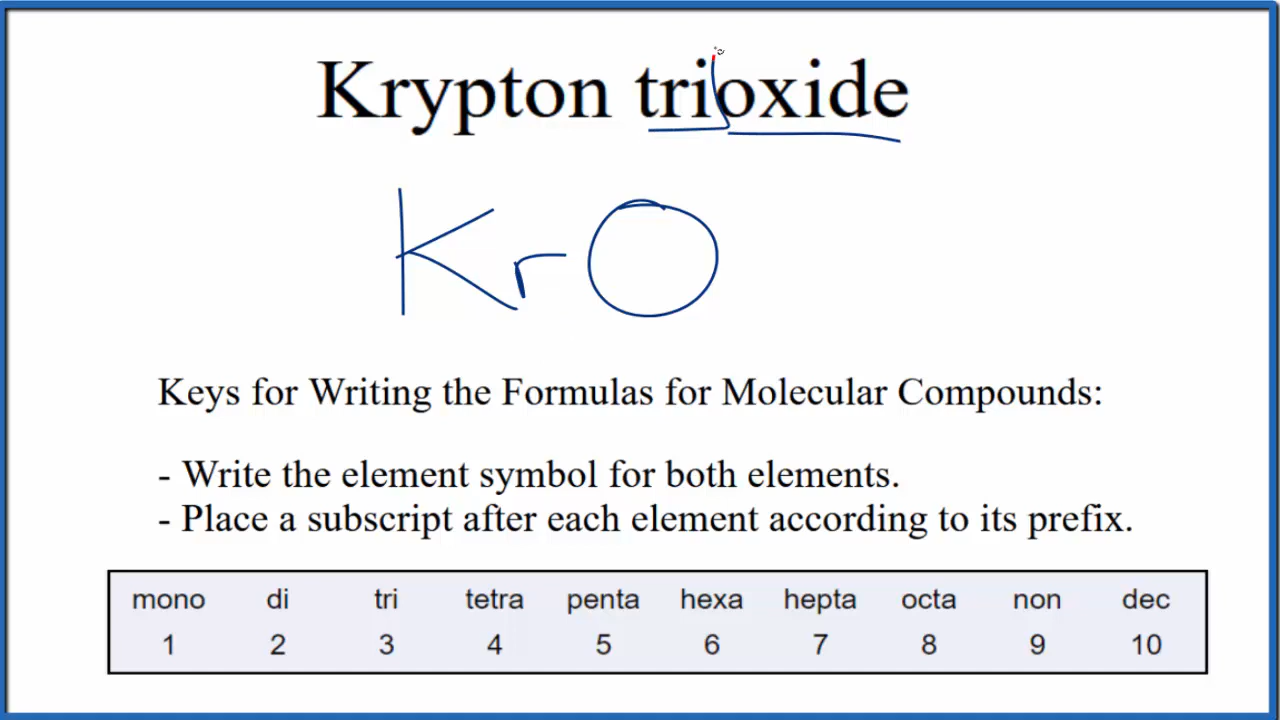 Krypton trioxide
KrO
Keys for Writing the Formulas for Molecular Compounds:
- Write the element symbol for both elements.
- Place a subscript after each element according to its prefix.
mono di tri tetra penta hexa hepta octa non dec
1 2 3 4 5 6 7 8 9 10